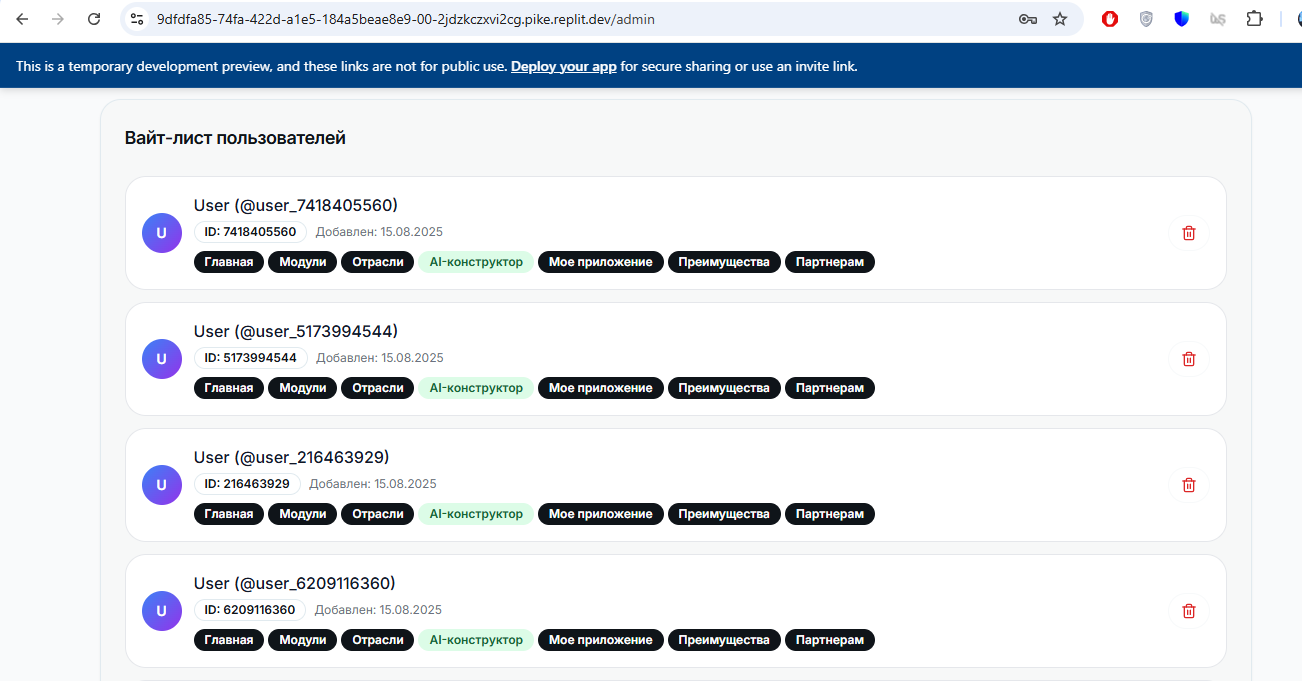 9dfdfa85-74fa-422d-a1e5-184a5beae8e9-00-2jdzkczxvi2cg.pike.replit.dev/admin
This is a temporary development preview, and these links are not for public use. Deploy your app for secure sharing or use an invite link.
Вайт-лист пользователей
User (@user_7418405560)
U
ID: 7418405560 Добавлен: 15.08.2025
Главная Модули Отрасли AI-конструктор Мое приложение Преимущества Партнерам
User (@user_5173994544)
U
ID: 5173994544 Добавлен: 15.08.2025
Главная Модули Отрасли AI-конструктор Мое приложение Преимущества Партнерам
User (@user_216463929)
U
ID: 216463929 Добавлен: 15.08.2025
Главная Модули Отрасли AI-конструктор Мое приложение Преимущества Партнерам
User (@user_6209116360)
U
ID: 6209116360 Добавлен: 15.08.2025
Главная Модули Отрасли AI-конструктор Мое приложение Преимущества Партнерам